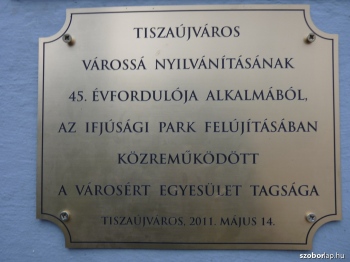 TISZAÚJVÁROS
VÁROSSÁ NYILVÁNÍTÁSÁNAK
45. ÉVFORDULÓJA ALKALMÁBÓL,
AZ IFJÚSÁGI PARK FELÚJÍTÁSÁBAN
KÖZREMŰKÖDÖTT
A VÁROSÉRT EGYESÜLET TAGSÁGA
TISZAÚJVÁROS, 2011. MÁJUS 14.
szoborlap.hu